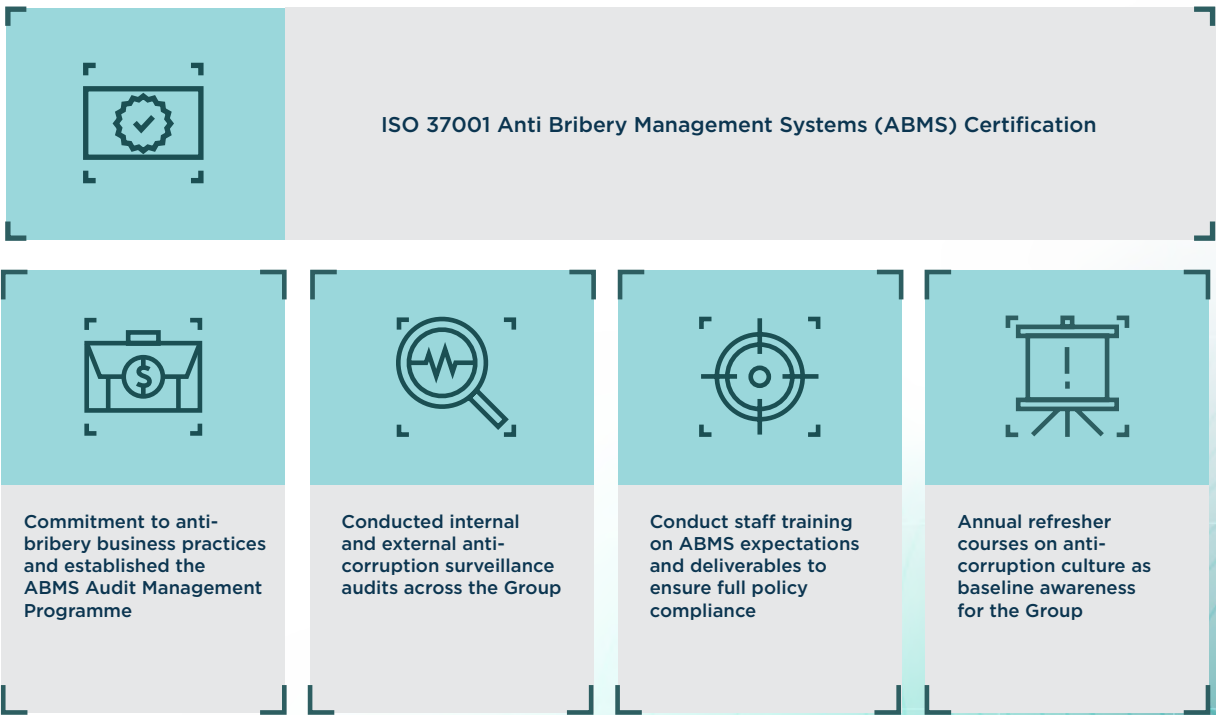 ISO 37001 Anti Bribery Management Systems (ABMS) Certification
Commitment to anti-
bribery business practices
and established the
ABMS Audit Management
Programme
Conducted internal
and external anti-
corruption surveillance
audits across the Group
Conduct staff training
on ABMS expectations
and deliverables to
ensure full policy
compliance
Annual refresher
courses on anti-
corruption culture as
baseline awareness
for the Group